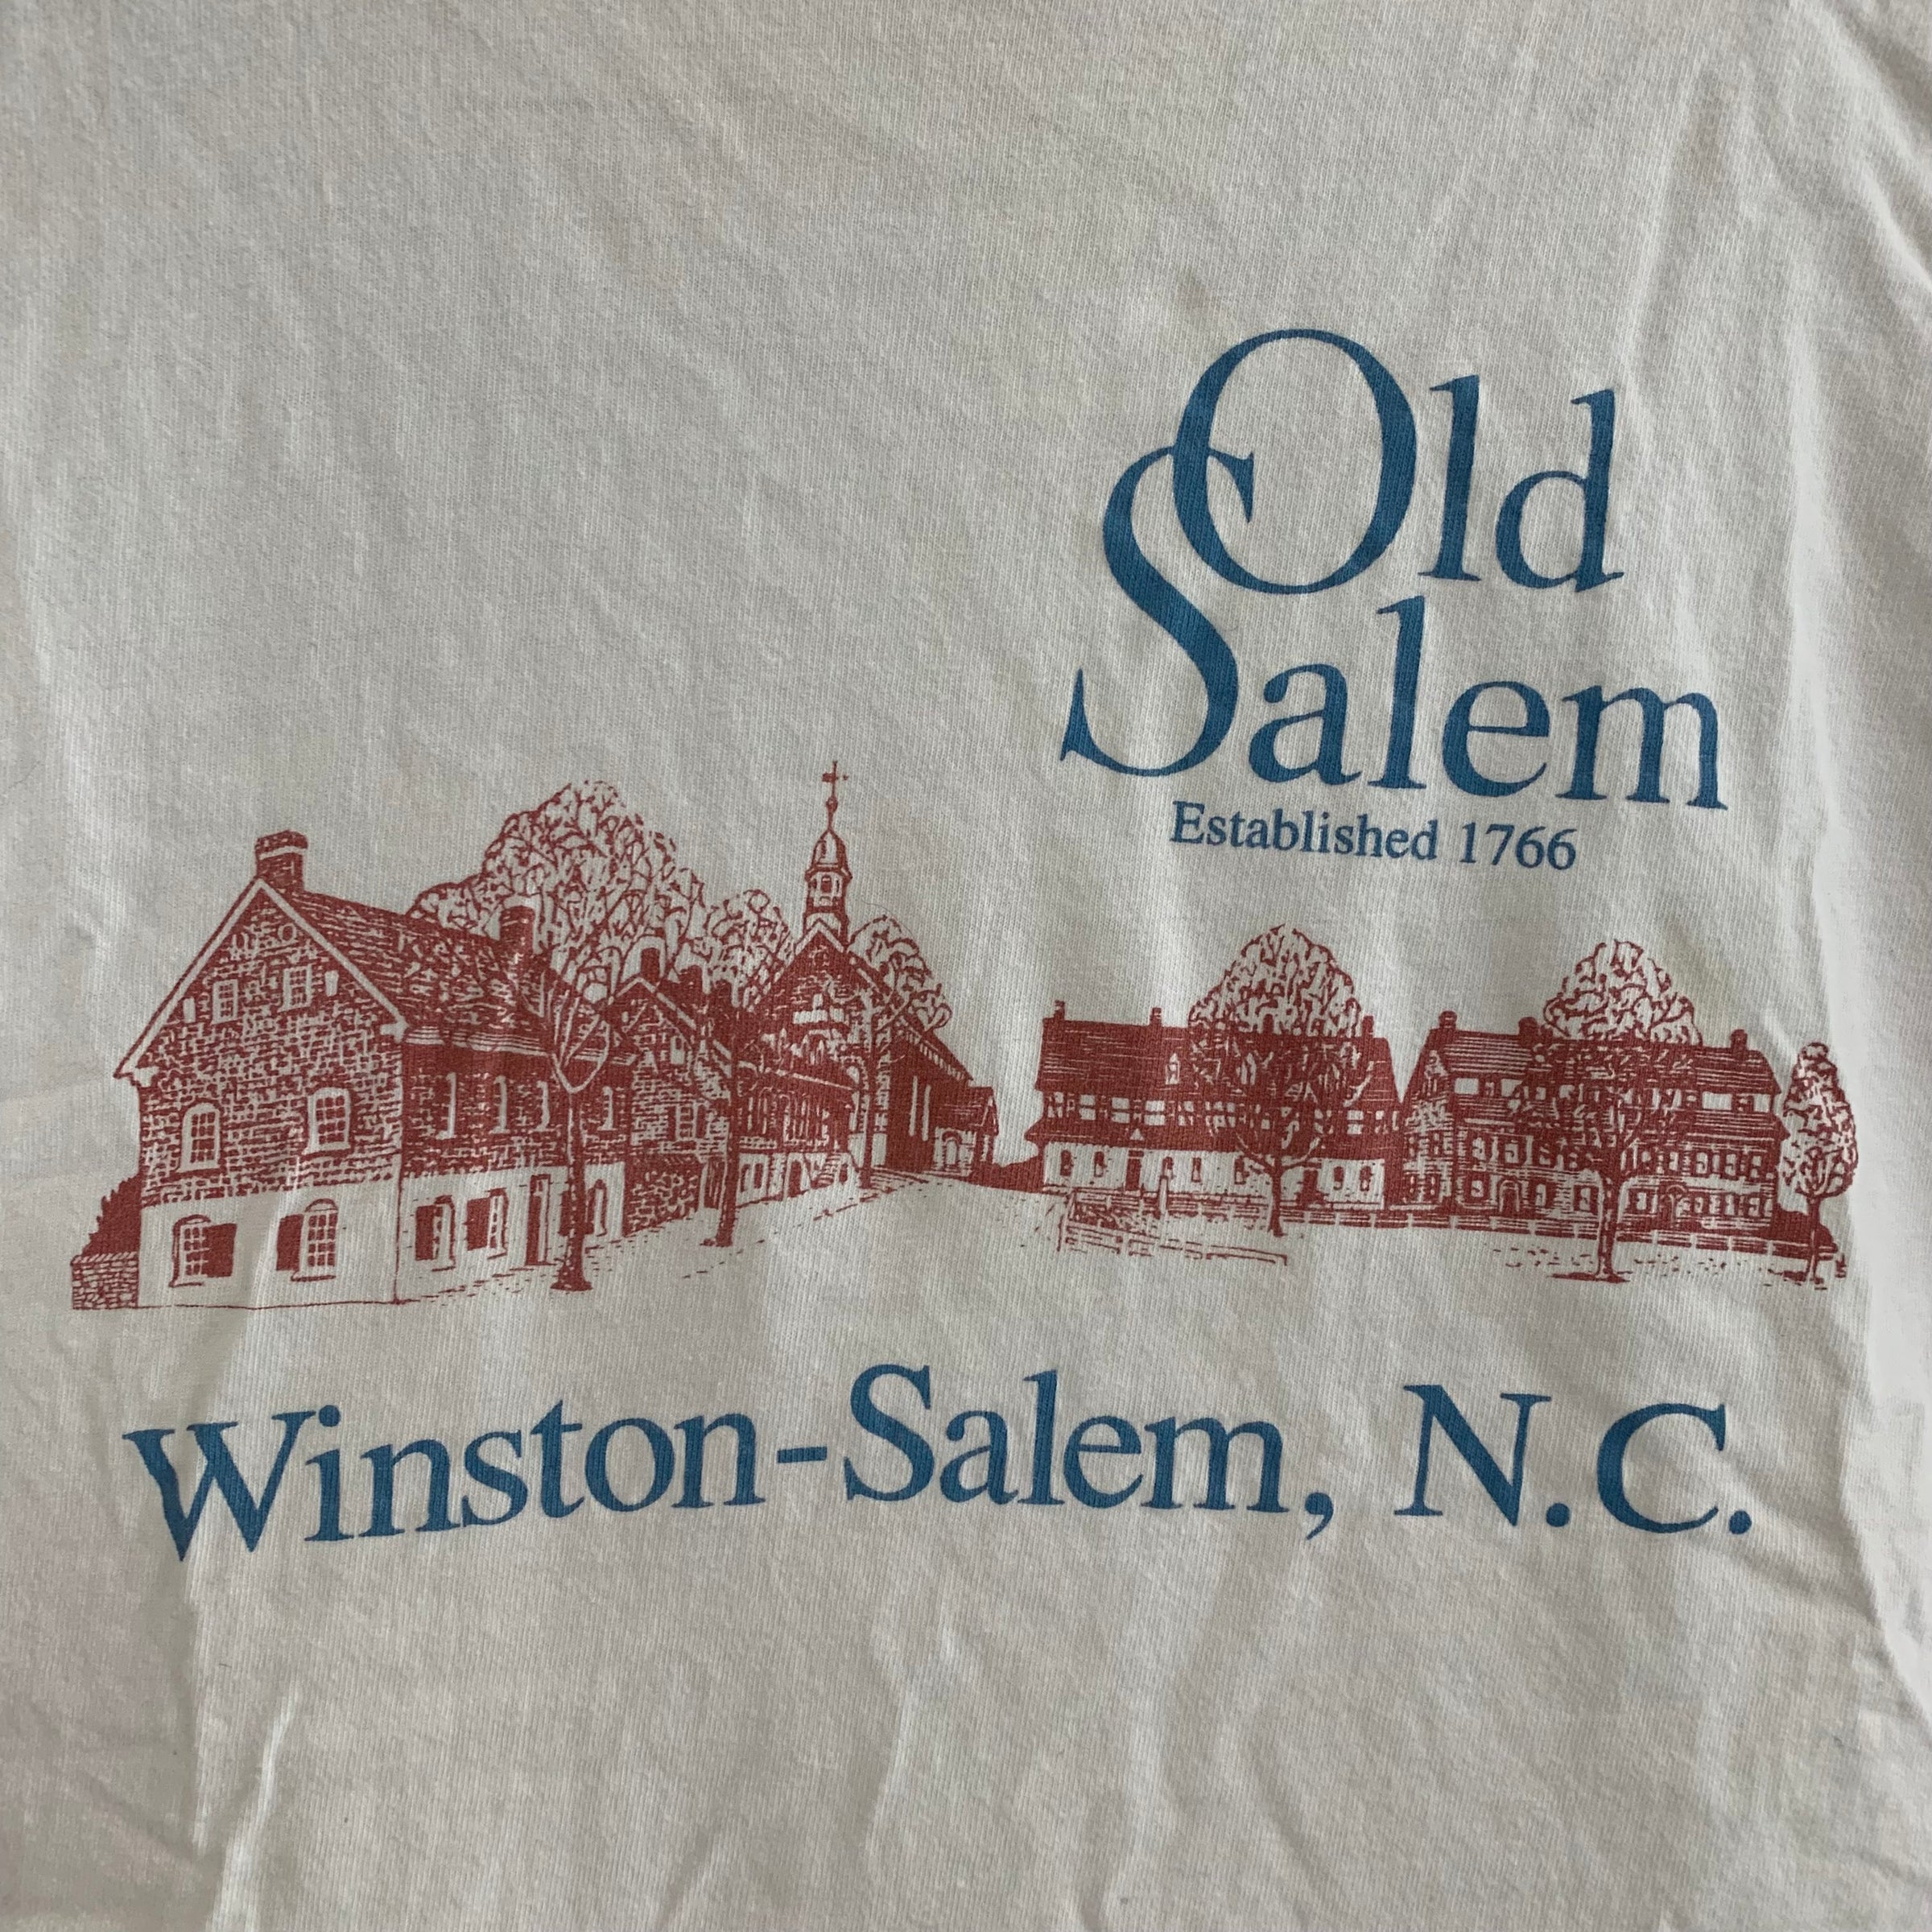 Old
Salem
Established 1766
Winston-Salem, N.C.